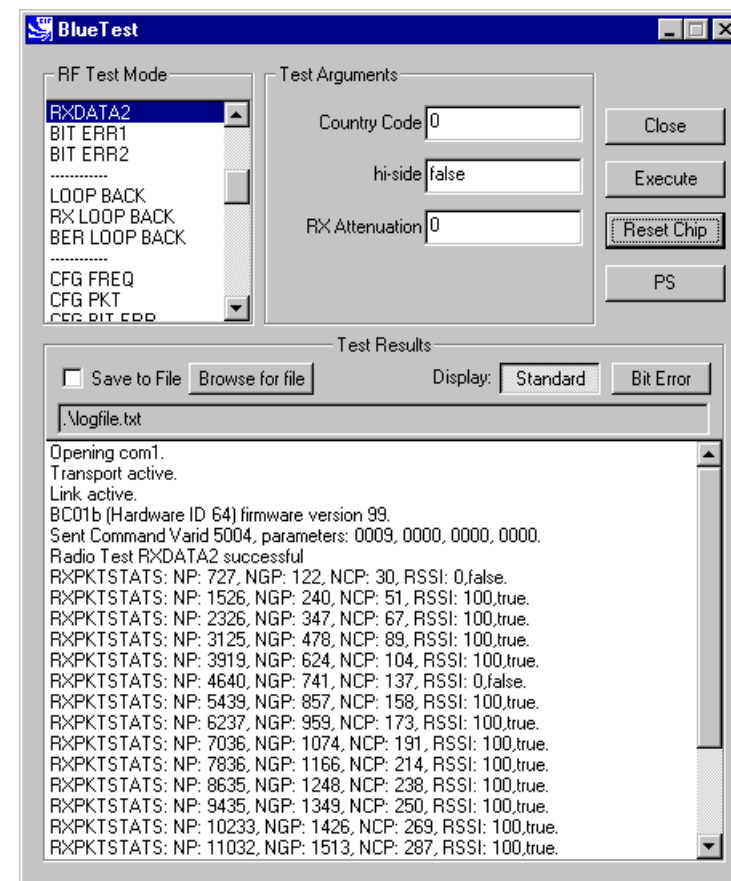 BlueTest
RF Test Mode
RXDATA2
BIT ERR1
BIT ERR2
------------
LOOP BACK
RX LOOP BACK
BER LOOP BACK
------------
CFG FREQ
CFG PKT
CFG BIT ERR
Test Arguments
Country Code 0
hi-side false
RX Attenuation 0
Close
Execute
Reset Chip
PS
Test Results
Save to File Browse for file Display: Standard Bit Error
.\logfile.txt
Opening com1.
Transport active.
Link active.
BC01b (Hardware ID 64) firmware version 99.
Sent Command Varid 5004, parameters: 0009, 0000, 0000, 0000.
Radio Test RXDATA2 successful
RXPKTSTATS: NP: 727, NGP: 122, NCP: 30, RSSI: 0,false.
RXPKTSTATS: NP: 1526, NGP: 240, NCP: 51, RSSI: 100,true.
RXPKTSTATS: NP: 2326, NGP: 347, NCP: 67, RSSI: 100,true.
RXPKTSTATS: NP: 3125, NGP: 478, NCP: 89, RSSI: 100,true.
RXPKTSTATS: NP: 3919, NGP: 624, NCP: 104, RSSI: 100,true.
RXPKTSTATS: NP: 4640, NGP: 741, NCP: 137, RSSI: 0,false.
RXPKTSTATS: NP: 5439, NGP: 857, NCP: 158, RSSI: 100,true.
RXPKTSTATS: NP: 6237, NGP: 959, NCP: 173, RSSI: 100,true.
RXPKTSTATS: NP: 7036, NGP: 1074, NCP: 191, RSSI: 100,true.
RXPKTSTATS: NP: 7836, NGP: 1166, NCP: 214, RSSI: 100,true.
RXPKTSTATS: NP: 8635, NGP: 1248, NCP: 238, RSSI: 100,true.
RXPKTSTATS: NP: 9435, NGP: 1349, NCP: 250, RSSI: 100,true.
RXPKTSTATS: NP: 10233, NGP: 1426, NCP: 269, RSSI: 100,true.
RXPKTSTATS: NP: 11032, NGP: 1513, NCP: 287, RSSI: 100,true.